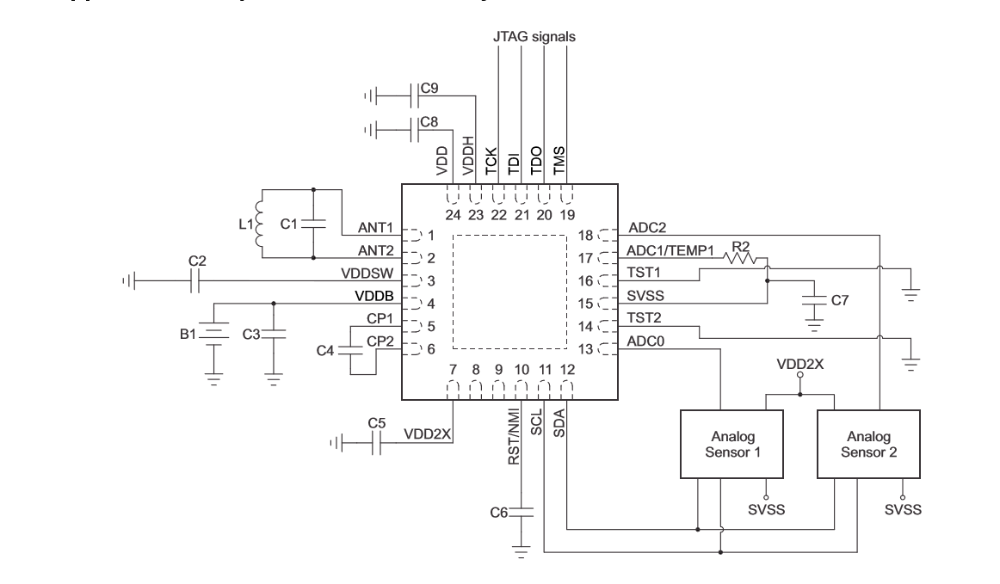 JTAG signals
C9
C8
VDD
VDDH
TCK
TDI
TDO
TMS
24 23 22 21 20 19
L1
C1
ANT1
1
ANT2
2
C2
VDDSW
3
VDDB
4
B1
C3
CP1
5
C4
CP2
6
18
ADC2
17
ADC1/TEMP1
R2
16
TST1
15
SVSS
C7
14
TST2
13
ADC0
7 8 9 10 11 12
C5
VDD2X
RST/NMI
SCL
SDA
C6
VDD2X
Analog
Sensor 1
Analog
Sensor 2
SVSS
SVSS